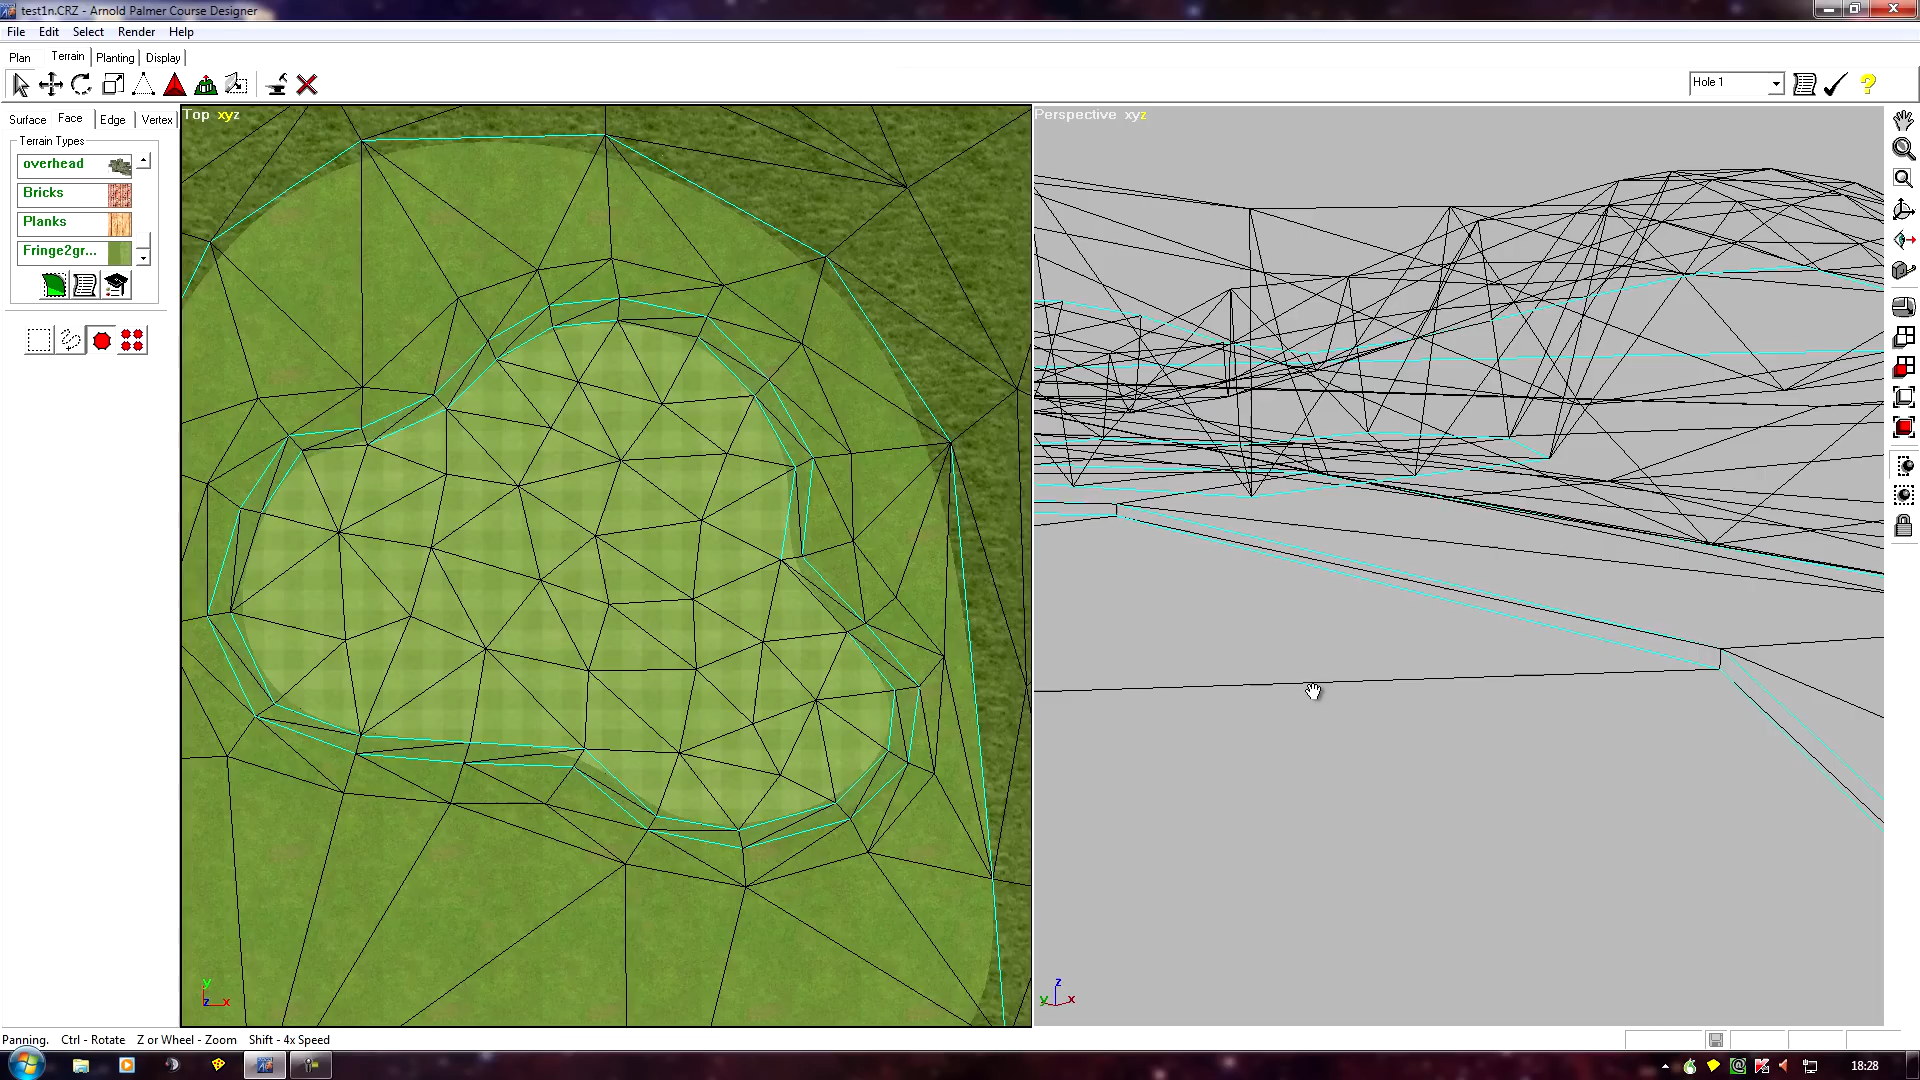 test1n.CRZ - Arnold Palmer Course Designer
File Edit Select Render Help
Plan Terrain Planting Display
Hole 1
Surface Face Edge Vertex
Terrain Types
overhead
Bricks
Planks
Fringe2gr...
Top xyz
Perspective xyz
y
z x
z
y x
Panning. Ctrl - Rotate Z or Wheel - Zoom Shift - 4x Speed
18:28